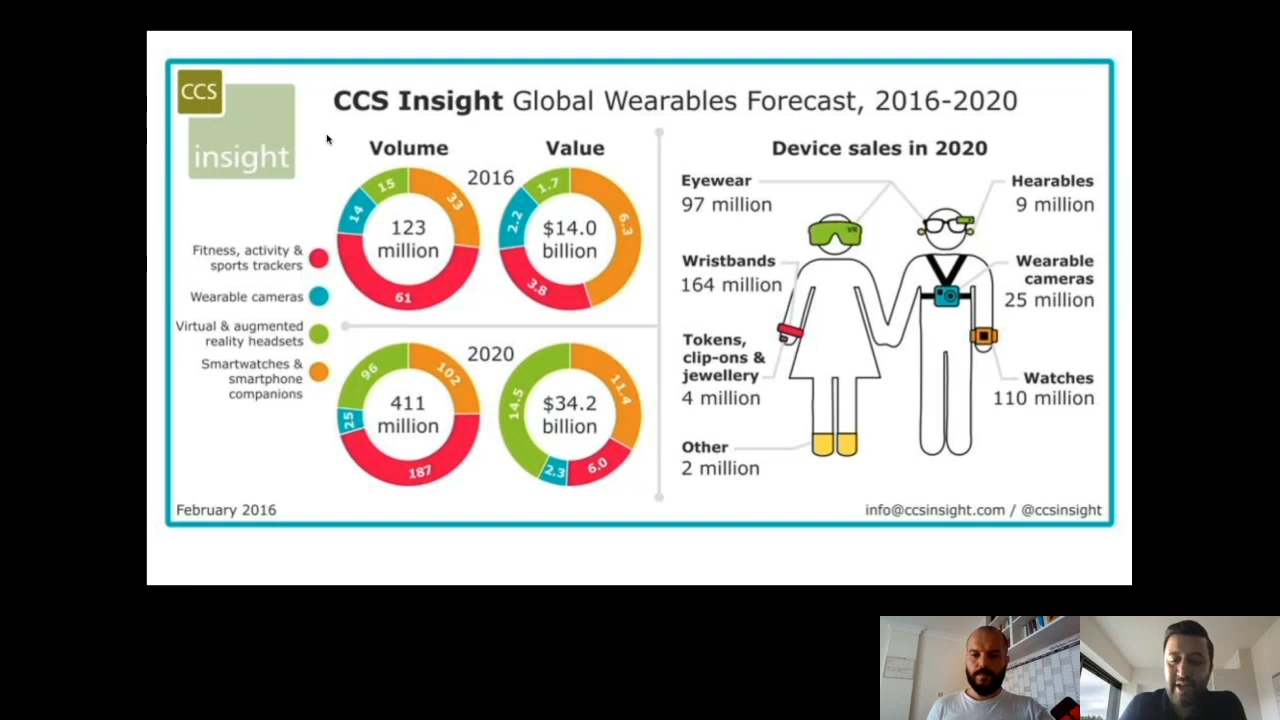 CCS
insight
CCS Insight Global Wearables Forecast, 2016-2020
Volume
Value
2016
15
33
14
61
123
million
1.7
6.3
2.2
3.8
$14.0
billion
Fitness, activity &
sports trackers
Wearable cameras
Virtual & augmented
reality headsets
Smartwatches &
smartphone
companions
2020
96
102
25
187
411
million
14.5
11.4
2.3
6.0
$34.2
billion
Device sales in 2020
Eyewear
97 million
Hearables
9 million
VR
Wristbands
164 million
Wearable
cameras
25 million
Tokens,
clip-ons &
jewellery
4 million
Watches
110 million
Other
2 million
February 2016
info@ccsinsight.com / @ccsinsight